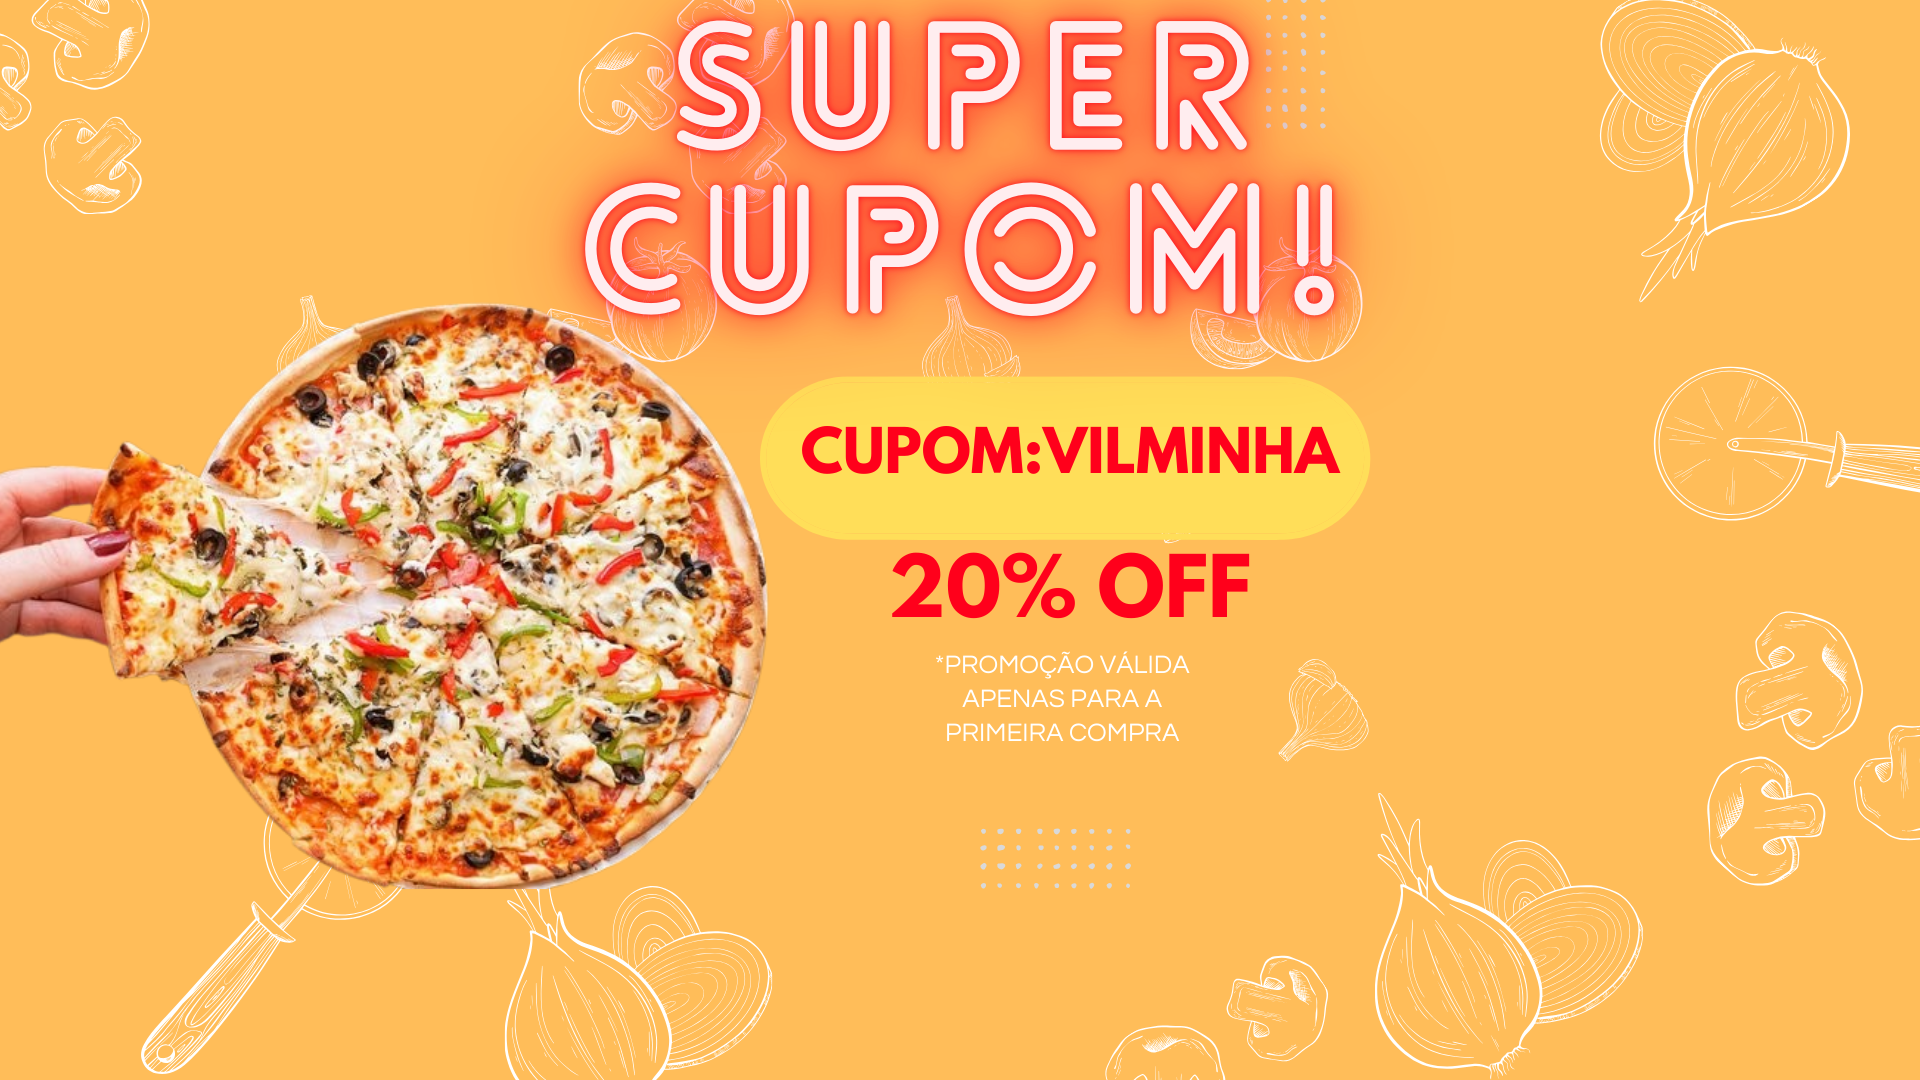 SUPER
CUPOM!
CUPOM:VILMINHA
20% OFF
*PROMOÇÃO VÁLIDA
APENAS PARA A
PRIMEIRA COMPRA